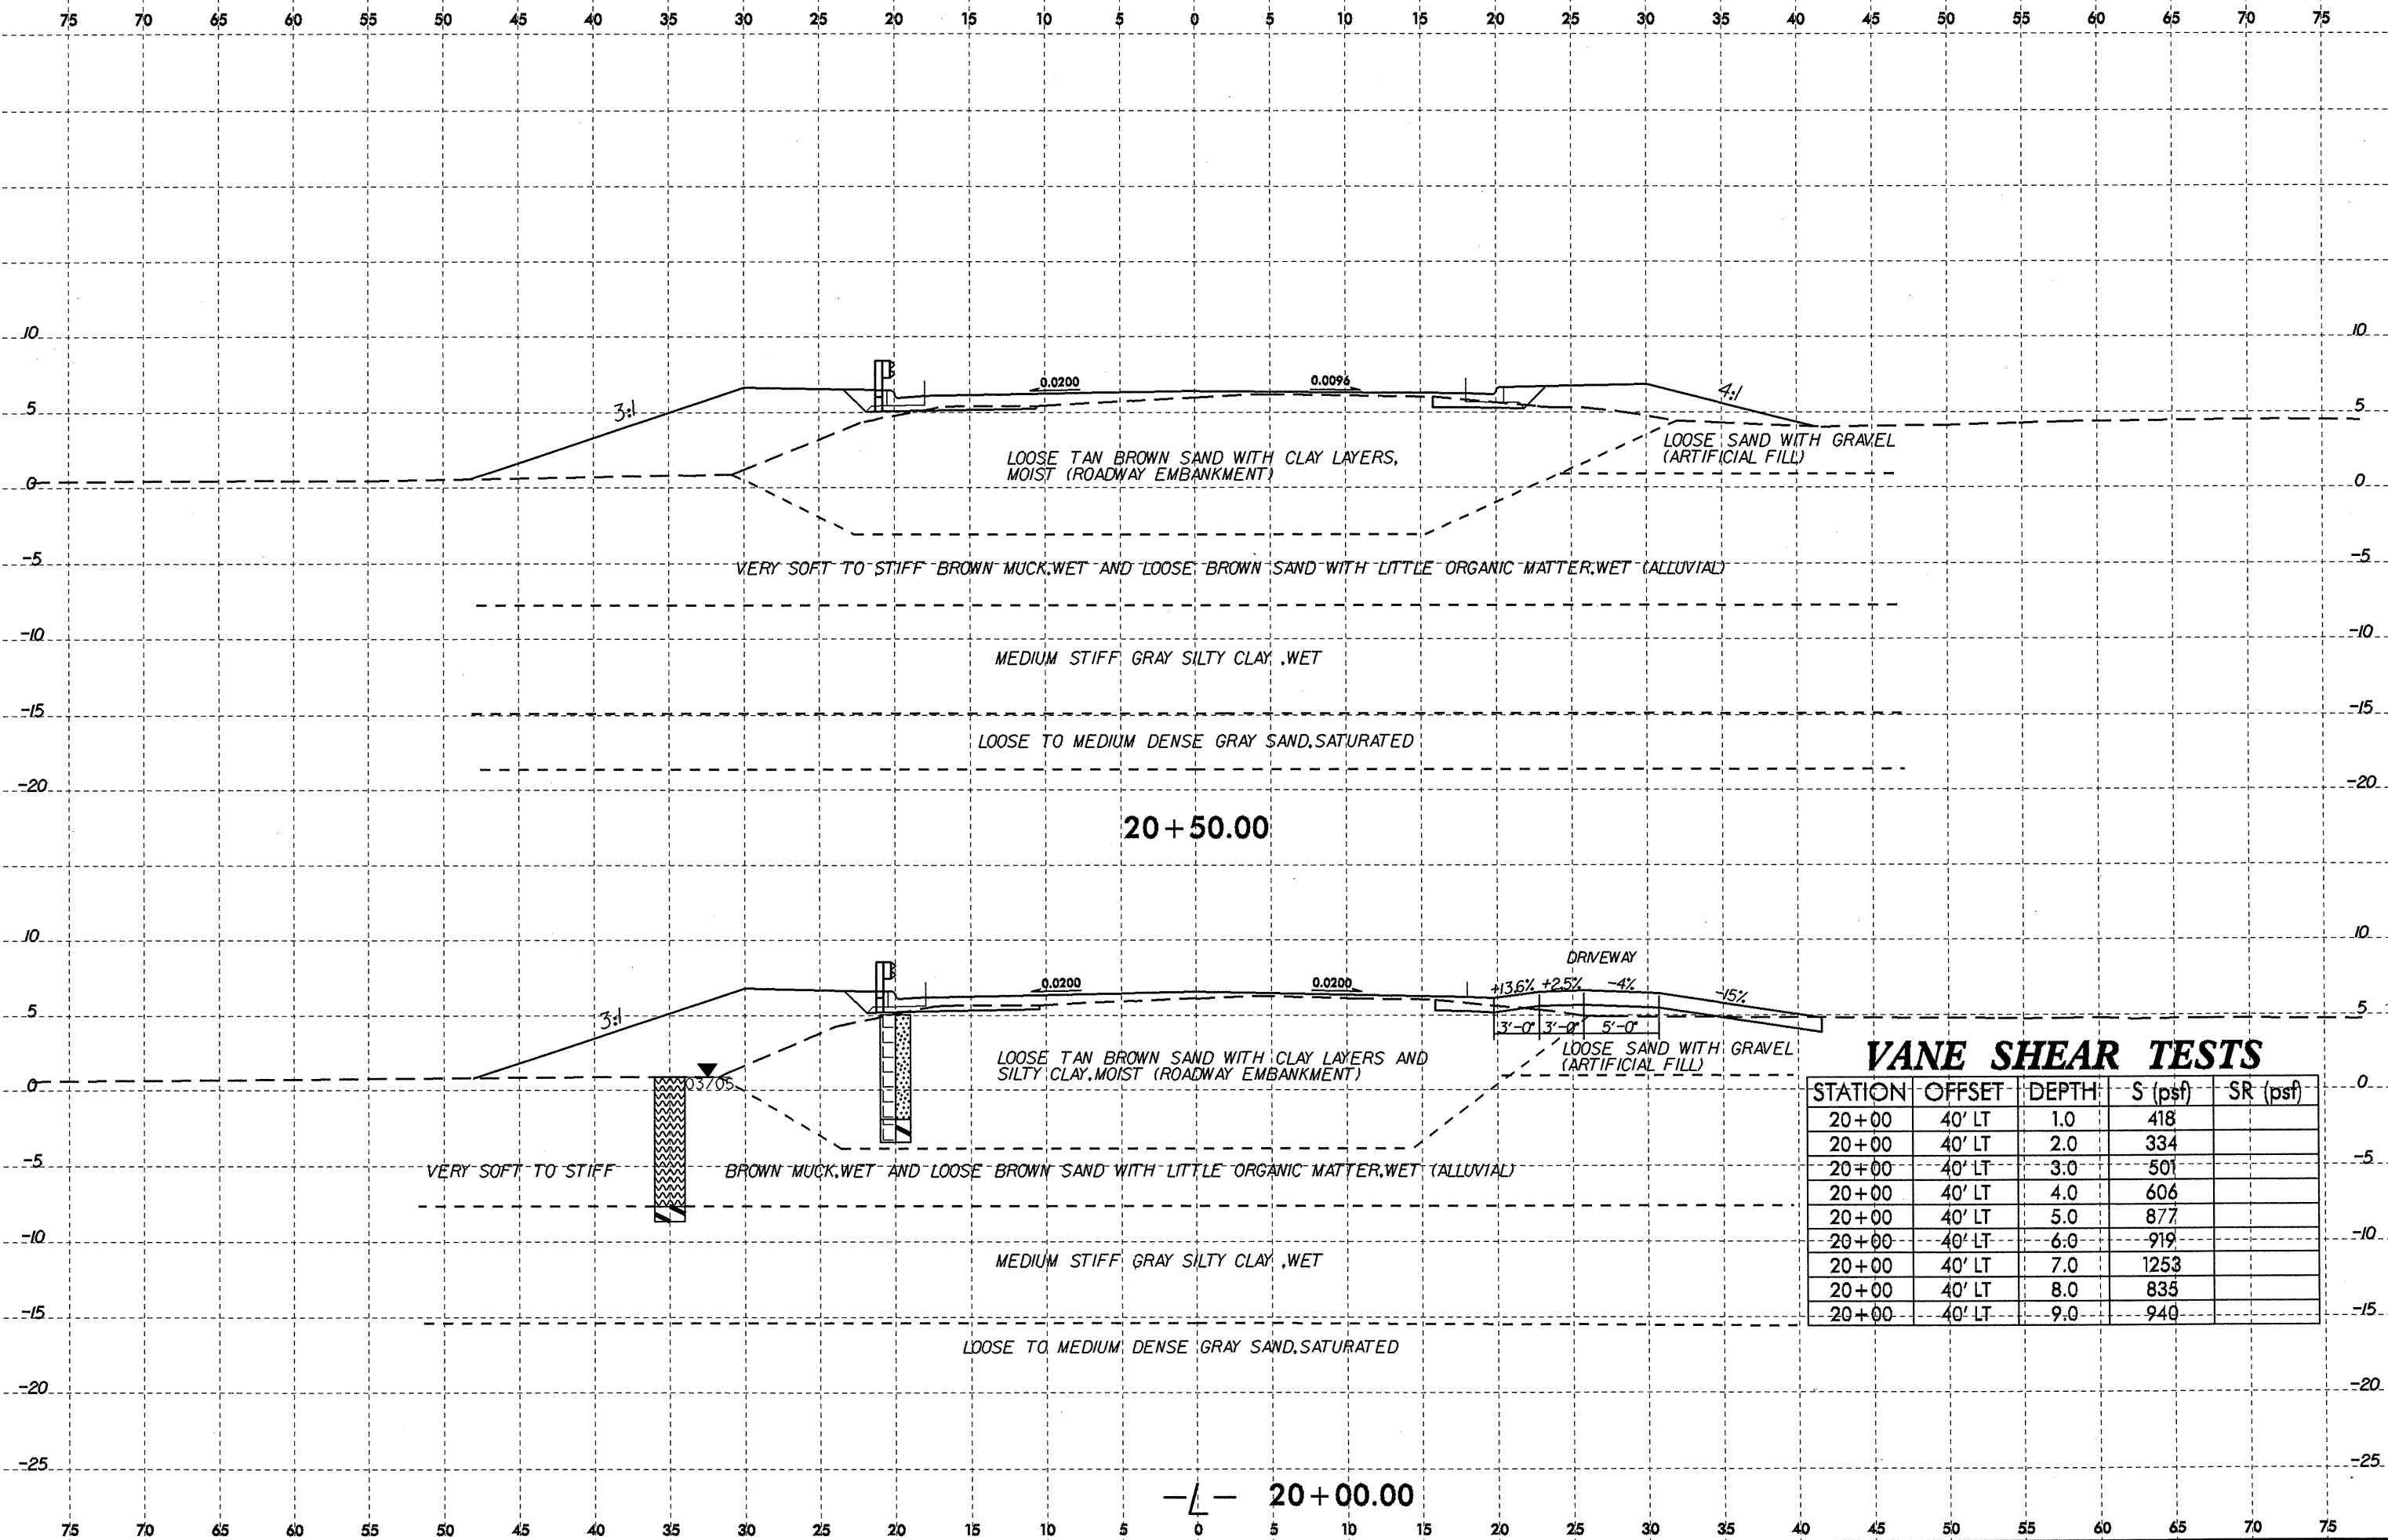 75 70 65 60 55 50 45 40 35 30 25 20 15 10 5 0 5 10 15 20 25 30 35 40 45 50 55 60 65 70 75
10 10
0.0200 0.0096
3:1 4:1
5 5
LOOSE SAND WITH GRAVEL
(ARTIFICIAL FILL)
LOOSE TAN BROWN SAND WITH CLAY LAYERS,
MOIST (ROADWAY EMBANKMENT)
0 0
-5 -5
VERY SOFT TO STIFF BROWN MUCK,WET AND LOOSE BROWN SAND WITH LITTLE ORGANIC MATTER,WET (ALLUVIAL)
-10 -10
MEDIUM STIFF GRAY SILTY CLAY ,WET
-15 -15
LOOSE TO MEDIUM DENSE GRAY SAND,SATURATED
-20 -20
20+50.00
10 10
DRIVEWAY
0.0200 0.0200 +13.6% +2.5% -4% -15%
3:1
5 5
3'-0" 3'-0" 5'-0"
LOOSE SAND WITH GRAVEL
(ARTIFICIAL FILL)
LOOSE TAN BROWN SAND WITH CLAY LAYERS AND
SILTY CLAY,MOIST (ROADWAY EMBANKMENT)
0 03705 0
-5 -5
VERY SOFT TO STIFF BROWN MUCK,WET AND LOOSE BROWN SAND WITH LITTLE ORGANIC MATTER,WET (ALLUVIAL)
-10 -10
MEDIUM STIFF GRAY SILTY CLAY ,WET
-15 -15
LOOSE TO MEDIUM DENSE GRAY SAND,SATURATED
-20 -20
-25 -25
VANE SHEAR TESTS
STATION OFFSET DEPTH S (psf) SR (psf)
20+00 40' LT 1.0 418
20+00 40' LT 2.0 334
20+00 40' LT 3.0 501
20+00 40' LT 4.0 606
20+00 40' LT 5.0 877
20+00 40' LT 6.0 919
20+00 40' LT 7.0 1253
20+00 40' LT 8.0 835
20+00 40' LT 9.0 940
-L- 20+00.00
75 70 65 60 55 50 45 40 35 30 25 20 15 10 5 0 5 10 15 20 25 30 35 40 45 50 55 60 65 70 75